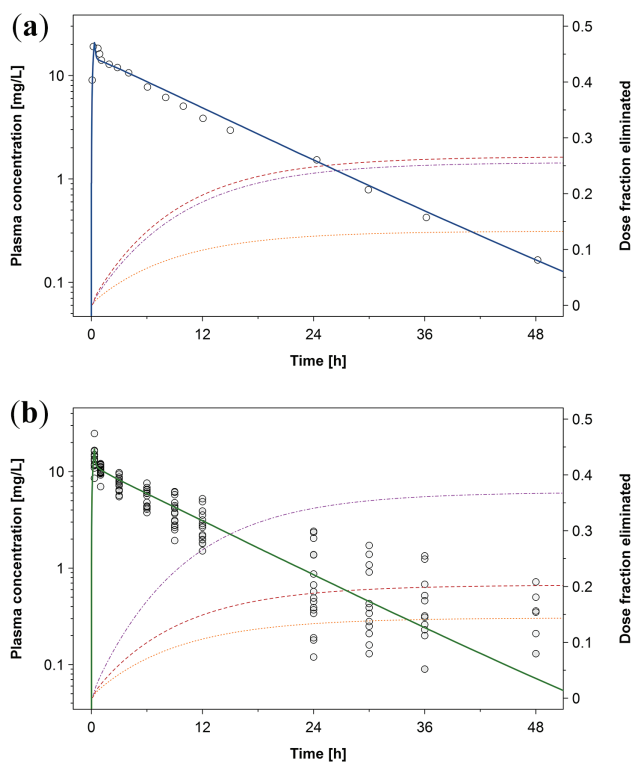 (a)
Plasma concentration [mg/L]
10
1
0.1
0.5
0.4
0.3
0.2
0.1
0
Dose fraction eliminated
0 12 24 36 48
Time [h]
(b)
Plasma concentration [mg/L]
10
1
0.1
0.5
0.4
0.3
0.2
0.1
0
Dose fraction eliminated
0 12 24 36 48
Time [h]